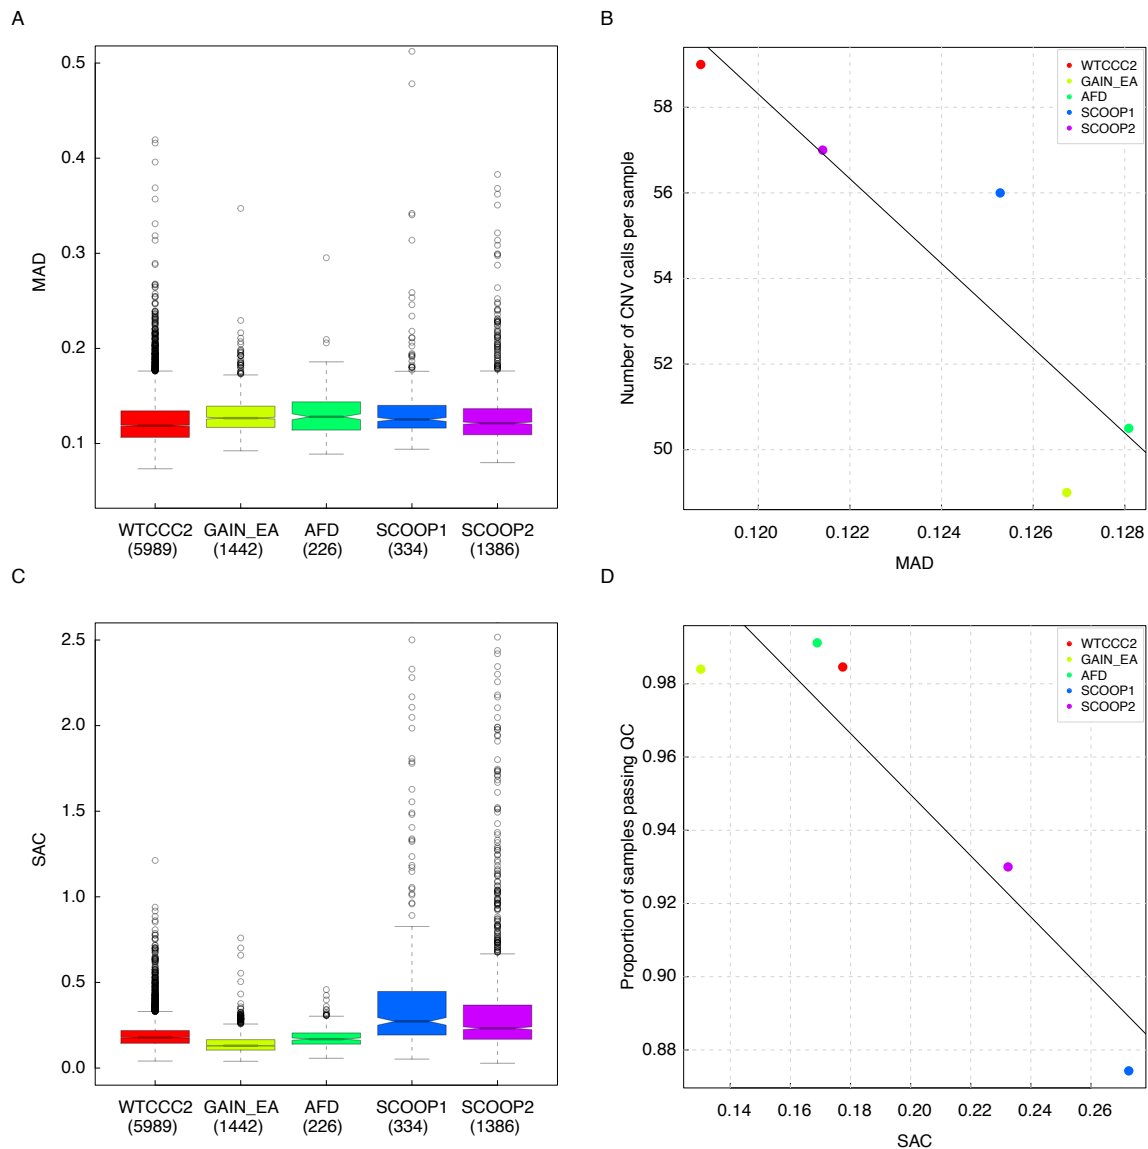 A
MAD
0.5
0.4
0.3
0.2
0.1
WTCCC2 GAIN_EA AFD SCOOP1 SCOOP2
(5989) (1442) (226) (334) (1386)
B
Number of CNV calls per sample
58
56
54
52
50
WTCCC2
GAIN_EA
AFD
SCOOP1
SCOOP2
0.120 0.122 0.124 0.126 0.128
MAD
C
SAC
2.5
2.0
1.5
1.0
0.5
0.0
WTCCC2 GAIN_EA AFD SCOOP1 SCOOP2
(5989) (1442) (226) (334) (1386)
D
Proportion of samples passing QC
0.98
0.96
0.94
0.92
0.90
0.88
WTCCC2
GAIN_EA
AFD
SCOOP1
SCOOP2
0.14 0.16 0.18 0.20 0.22 0.24 0.26
SAC